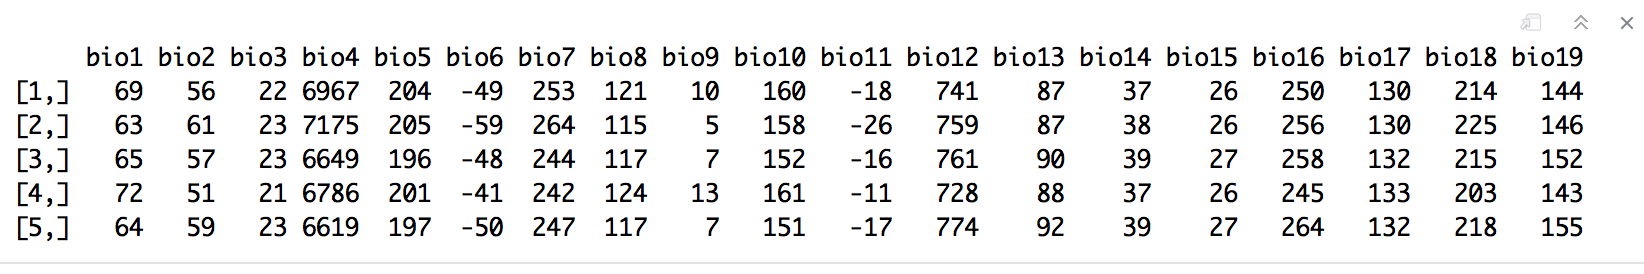 bio1 bio2 bio3 bio4 bio5 bio6 bio7 bio8 bio9 bio10 bio11 bio12 bio13 bio14 bio15 bio16 bio17 bio18 bio19
[1,] 69 56 22 6967 204 -49 253 121 10 160 -18 741 87 37 26 250 130 214 144
[2,] 63 61 23 7175 205 -59 264 115 5 158 -26 759 87 38 26 256 130 225 146
[3,] 65 57 23 6649 196 -48 244 117 7 152 -16 761 90 39 27 258 132 215 152
[4,] 72 51 21 6786 201 -41 242 124 13 161 -11 728 88 37 26 245 133 203 143
[5,] 64 59 23 6619 197 -50 247 117 7 151 -17 774 92 39 27 264 132 218 155